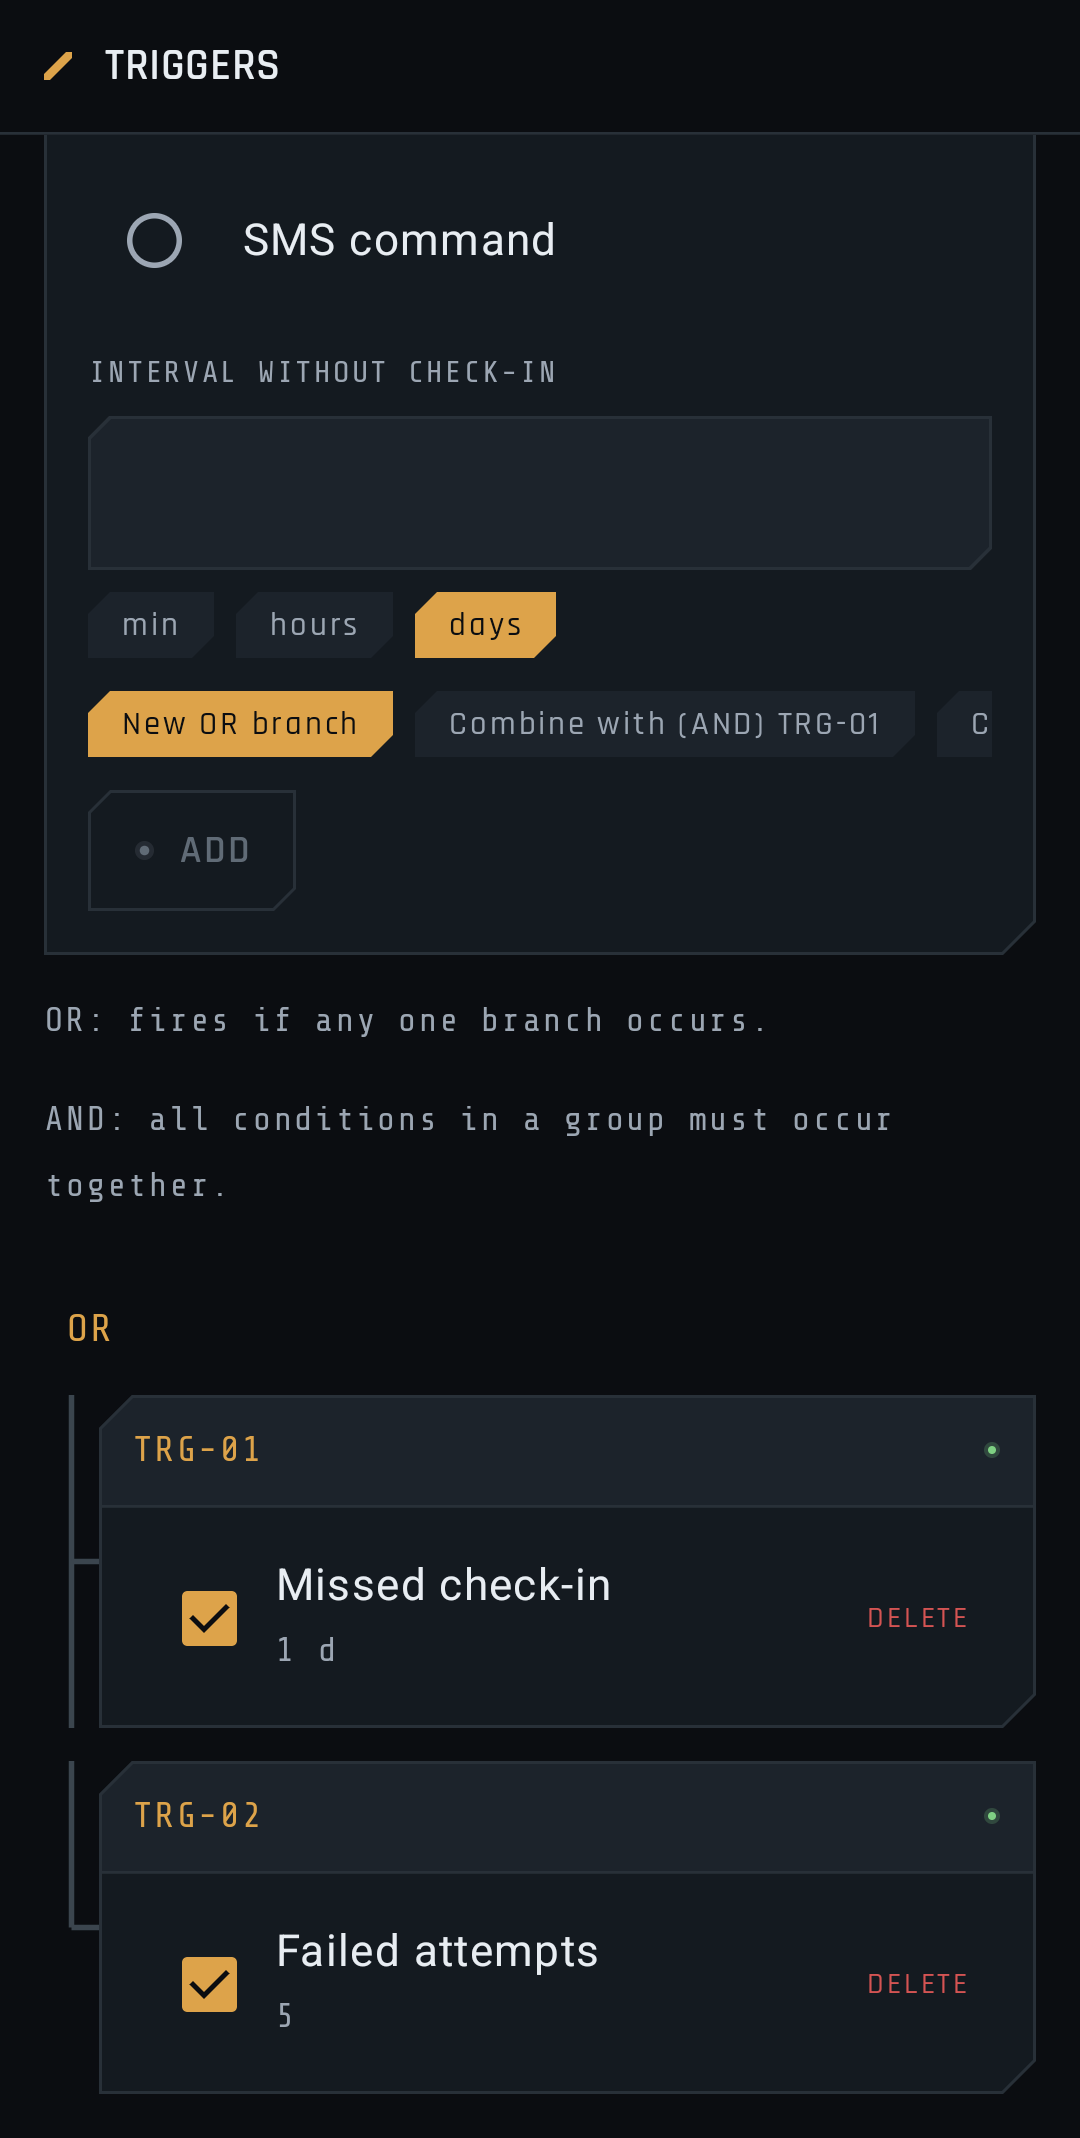 TRIGGERS
SMS command
INTERVAL WITHOUT CHECK-IN
min hours days
New OR branch Combine with (AND) TRG-01 C
ADD
OR: fires if any one branch occurs.
AND: all conditions in a group must occur
together.
OR
TRG-01
Missed check-in
1 d
DELETE
TRG-02
Failed attempts
5
DELETE